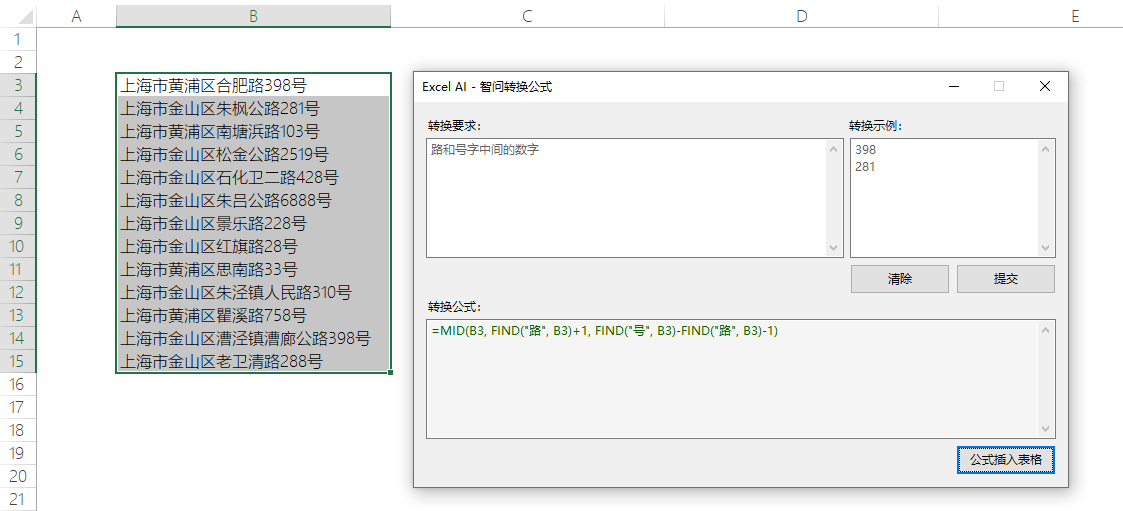 A B C D E
1
2
3 上海市黄浦区合肥路398号
4 上海市金山区朱枫公路281号
5 上海市黄浦区南塘浜路103号
6 上海市金山区松金公路2519号
7 上海市金山区石化卫二路428号
8 上海市金山区朱吕公路6888号
9 上海市金山区景乐路228号
10 上海市金山区红旗路28号
11 上海市黄浦区思南路33号
12 上海市金山区朱泾镇人民路310号
13 上海市黄浦区瞿溪路758号
14 上海市金山区漕泾镇漕廊公路398号
15 上海市金山区老卫清路288号
16
17
18
19
20
21
Excel AI - 智问转换公式
转换要求：
路和号字中间的数字
转换示例：
398
281
清除
提交
转换公式：
=MID(B3, FIND("路", B3)+1, FIND("号", B3)-FIND("路", B3)-1)
公式插入表格